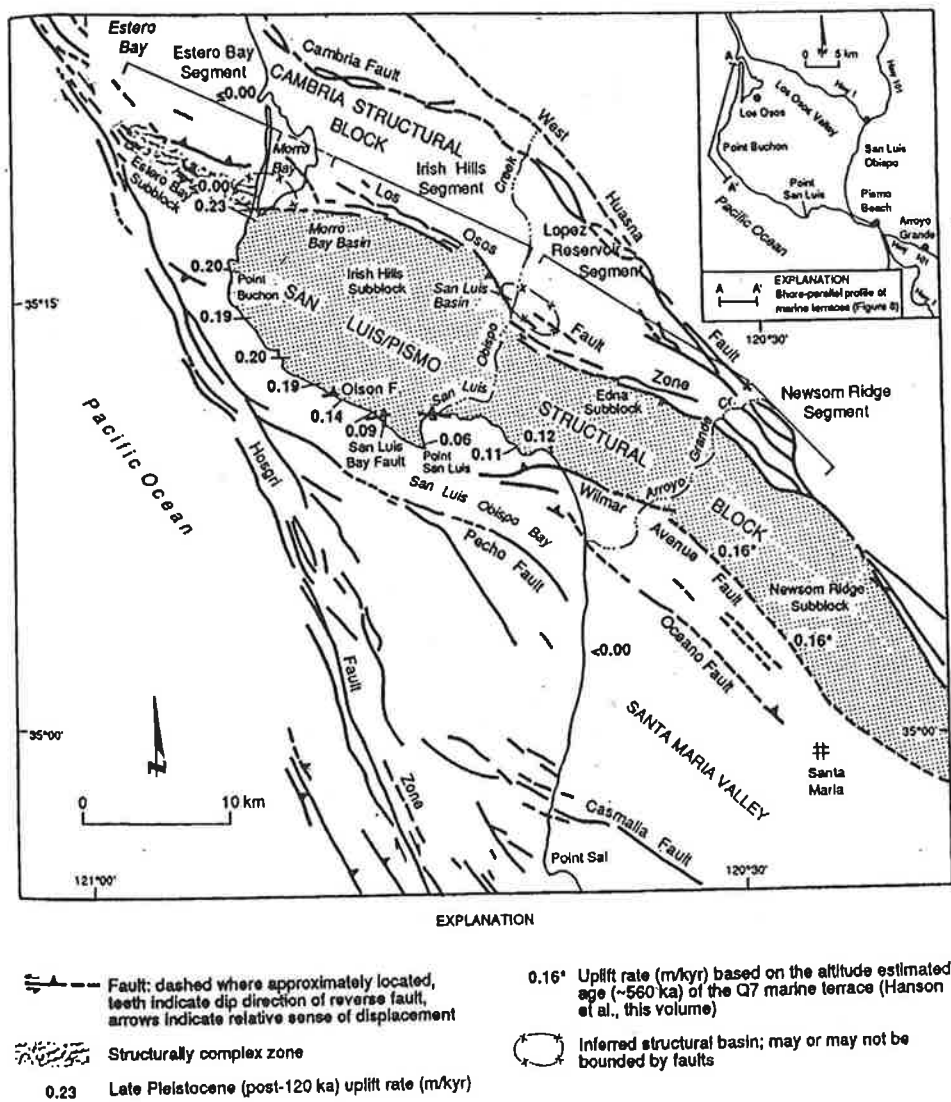 Estero
Bay
Estero Bay
Segment
≤0.00
Cambria Fault
CAMBRIA STRUCTURAL
BLOCK
Irish Hills
Segment
West
Huasna
Fault
Creek
Morro
Bay
Estero Bay
Subblock
0.00
0.23
Los
Osos
Fault
Zone
Lopez
Reservoir
Segment
Morro
Bay Basin
Irish Hills
Subblock
San Luis
Basin
0.20
Point
Buchon
SAN
LUIS/PISMO
STRUCTURAL
BLOCK
35°15'
0.19
0.20
0.19
Olson F.
0.14
0.09
San Luis
Bay Fault
San Luis
Obispo
0.06
Point
San Luis
0.11
0.12
Edna
Subblock
Newsom Ridge
Segment
Arroyo
Grande
Pacific Ocean
Hosgri
Fault
Zone
San Luis Obispo Bay
Pecho Fault
Wilmar
Avenue
Fault
0.16*
Newsom Ridge
Subblock
0.16*
Oceano Fault
≤0.00
SANTA MARIA VALLEY
35°00'
35°00'
Santa
Maria
N
0 10 km
Casmalia Fault
Point Sal
121°00'
120°30'
0 5 km
A
Hwy 1
Hwy 101
Los Osos Valley
Los Osos
Point Buchon
San Luis
Obispo
A'
Point
San Luis
Pismo
Beach
Arroyo
Grande
Pacific Ocean
A A'
EXPLANATION
Shore-parallel profile of
marine terraces (Figure 8)
120°30'
EXPLANATION
Fault: dashed where approximately located,
teeth indicate dip direction of reverse fault,
arrows indicate relative sense of displacement
Structurally complex zone
0.23 Late Pleistocene (post-120 ka) uplift rate (m/kyr)
0.16* Uplift rate (m/kyr) based on the altitude estimated
age (~560 ka) of the Q7 marine terrace (Hanson
et al., this volume)
Inferred structural basin; may or may not be
bounded by faults